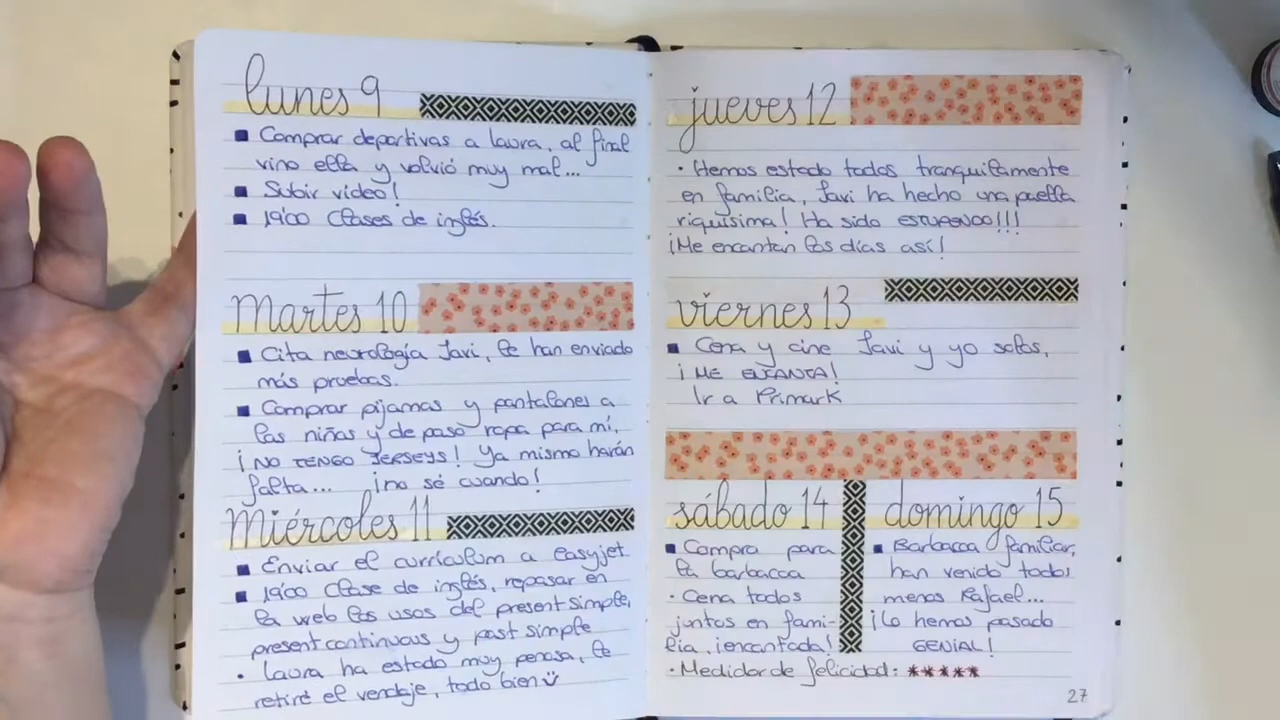 lunes 9
■ Comprar deportivas a laura, al final
vino ella y volvió muy mal...
■ Subir video!
■ 19'00 Clases de inglés.
Martes 10
■ Cita neurología Javi, le han enviado
más pruebas.
■ Comprar pijamas y pantalones a
las niñas y de paso ropa para mí,
¡NO TENGO JERSEYS! Ya mismo harán
falta... ¡no sé cuando!
Miércoles 11
■ Enviar el currículum a easyjet
■ 19'00 Clase de inglés, repasar en
la web los usos del present simple,
present continuous y past simple
• Laura ha estado muy penosa, le
retiré el vendaje, todo bien
jueves 12
• Hemos estado todos tranquilamente
en familia, Javi ha hecho una paella
riquísima! Ha sido ESTUPENDO!!!
¡Me encantan los días así!
viernes 13
■ Cena y cine Javi y yo solos,
¡ME ENCANTA!
Ir a Primark
sábado 14
■ Compra para
la barbacoa
• Cena todos
juntos en fami-
lia, ¡encantada!
• Medidor de felicidad: *****
domingo 15
■ Barbacoa familiar,
han venido todos
menos Rafael...
¡Lo hemos pasado
GENIAL!
27